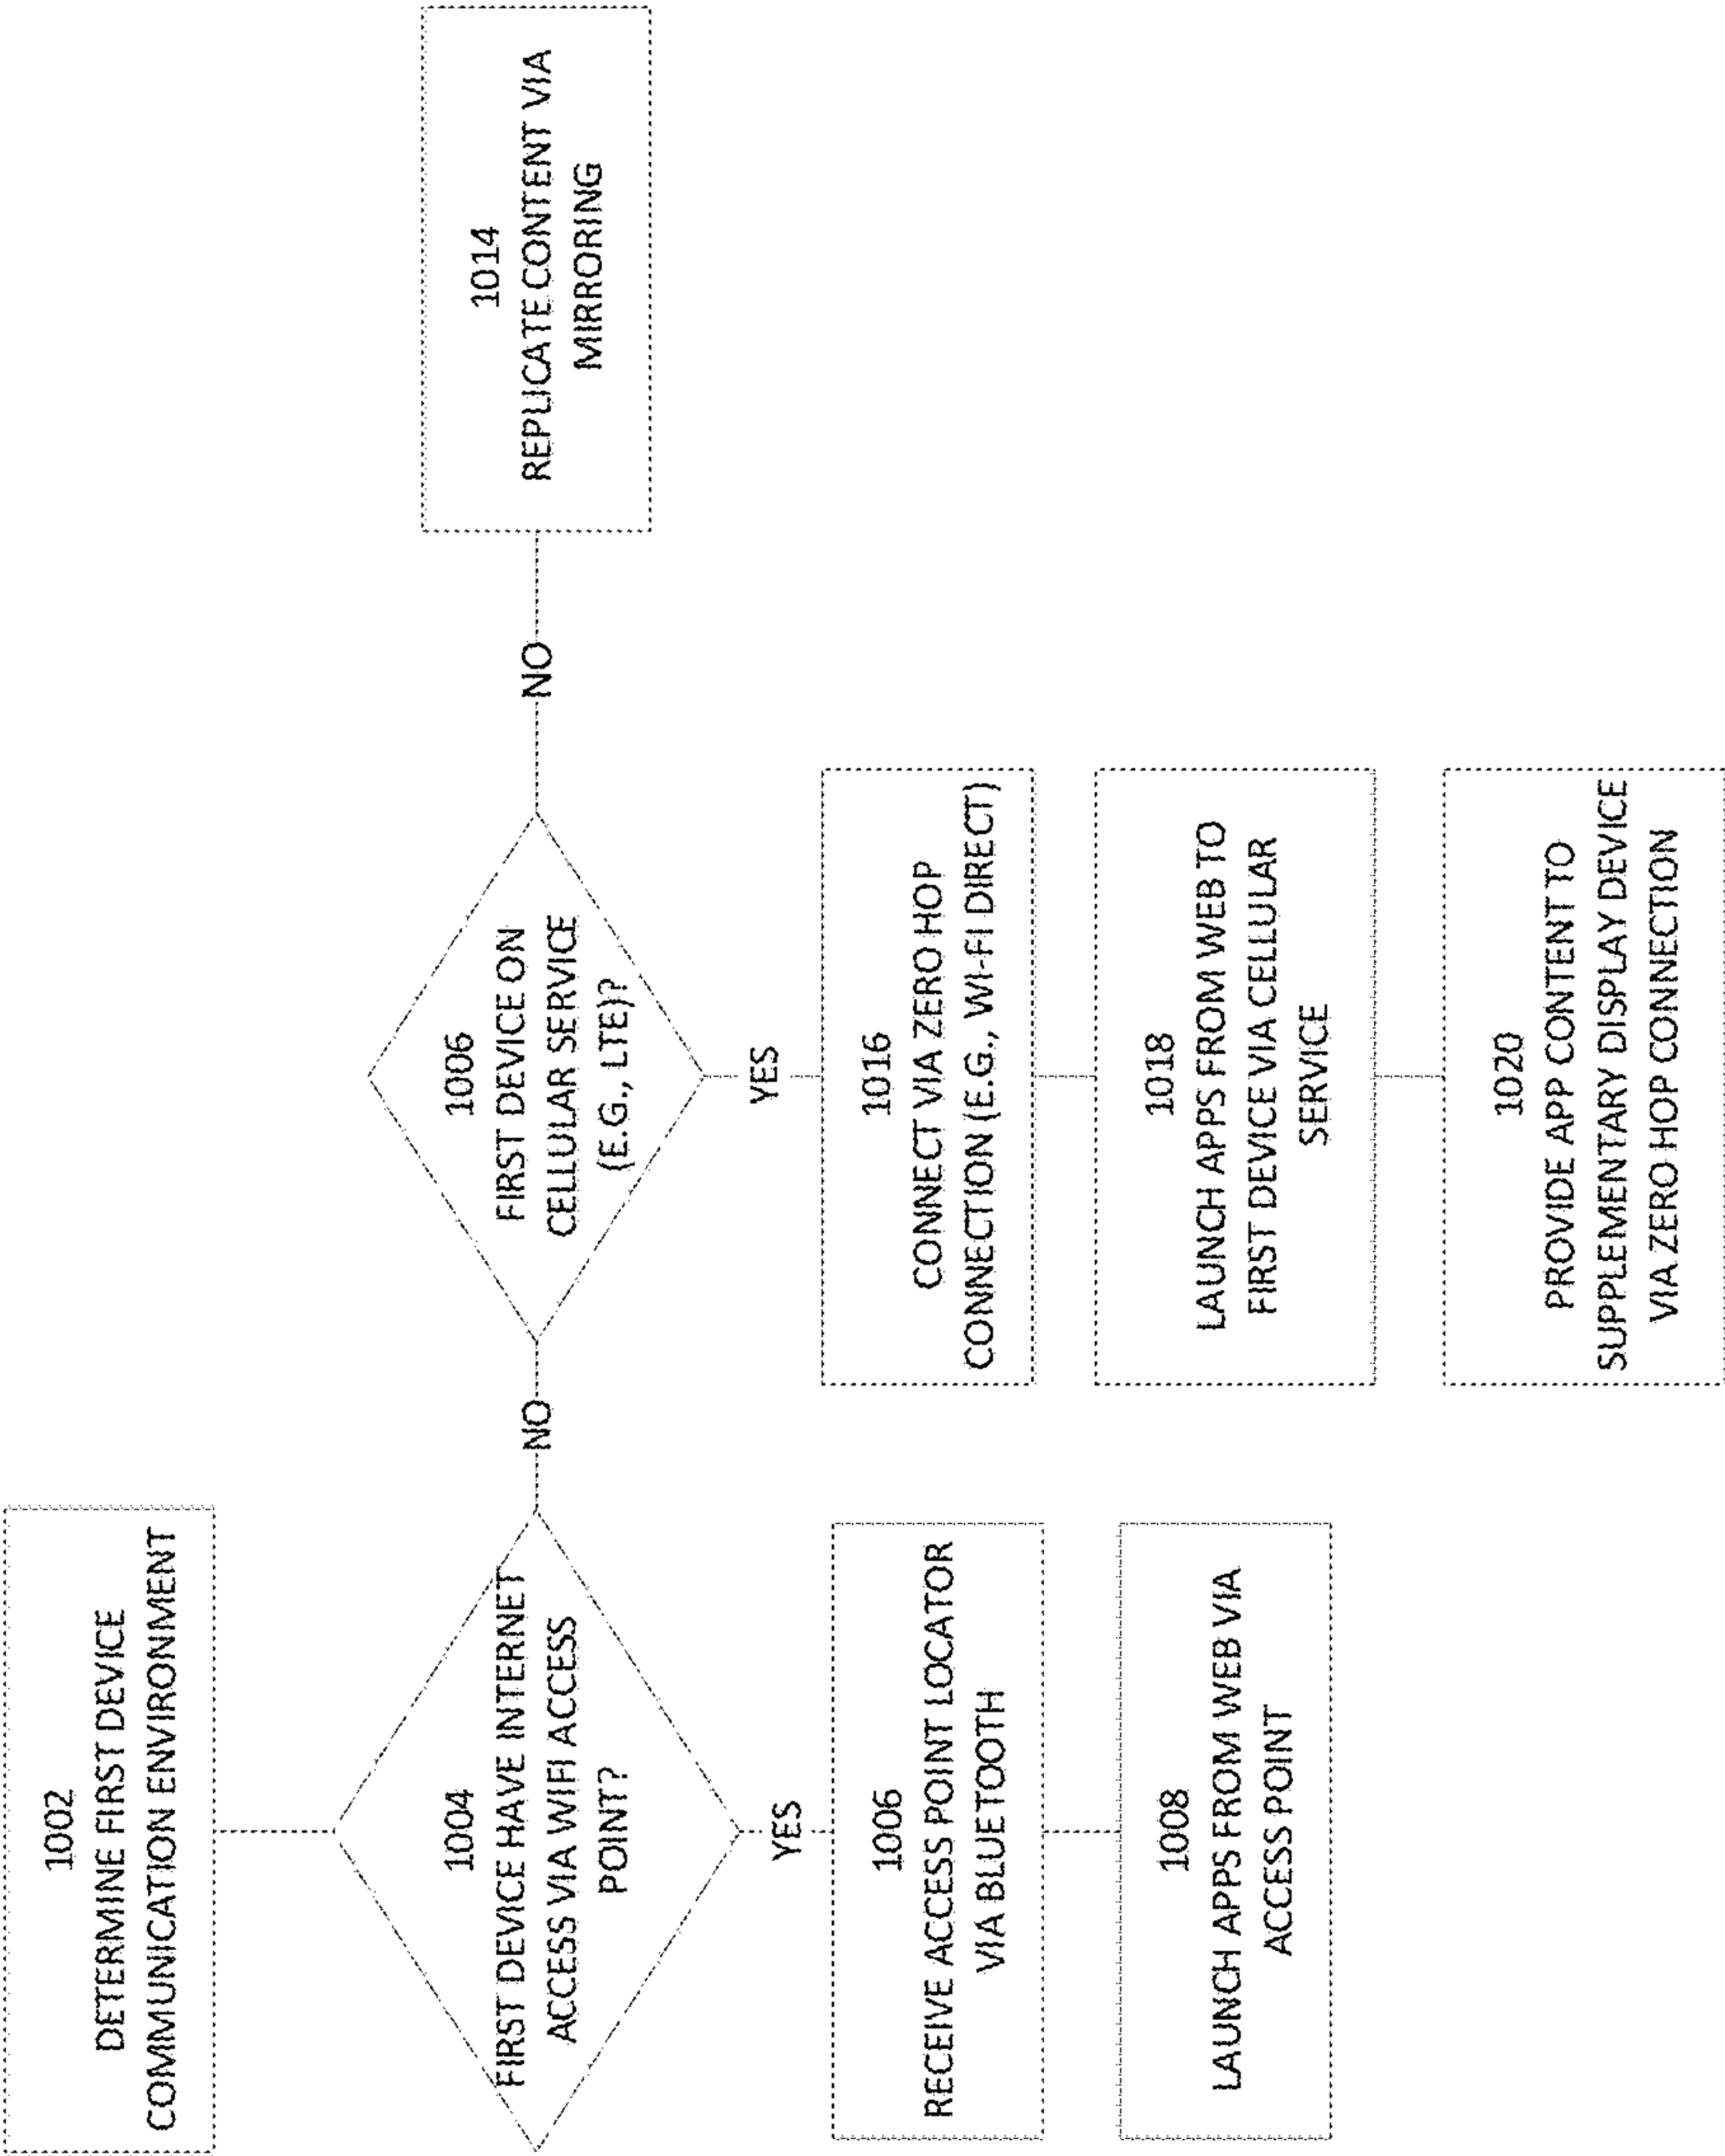 1002
DETERMINE FIRST DEVICE
COMMUNICATION ENVIRONMENT
1004
FIRST DEVICE HAVE INTERNET
ACCESS VIA WIFI ACCESS
POINT?
YES
1006
RECEIVE ACCESS POINT LOCATOR
VIA BLUETOOTH
1008
LAUNCH APPS FROM WEB VIA
ACCESS POINT
NO
1006
FIRST DEVICE ON
CELLULAR SERVICE
(E.G., LTE)?
YES
1016
CONNECT VIA ZERO HOP
CONNECTION (E.G., WI-FI DIRECT)
1018
LAUNCH APPS FROM WEB TO
FIRST DEVICE VIA CELLULAR
SERVICE
1020
PROVIDE APP CONTENT TO
SUPPLEMENTARY DISPLAY DEVICE
VIA ZERO HOP CONNECTION
NO
1014
REPLICATE CONTENT VIA
MIRRORING